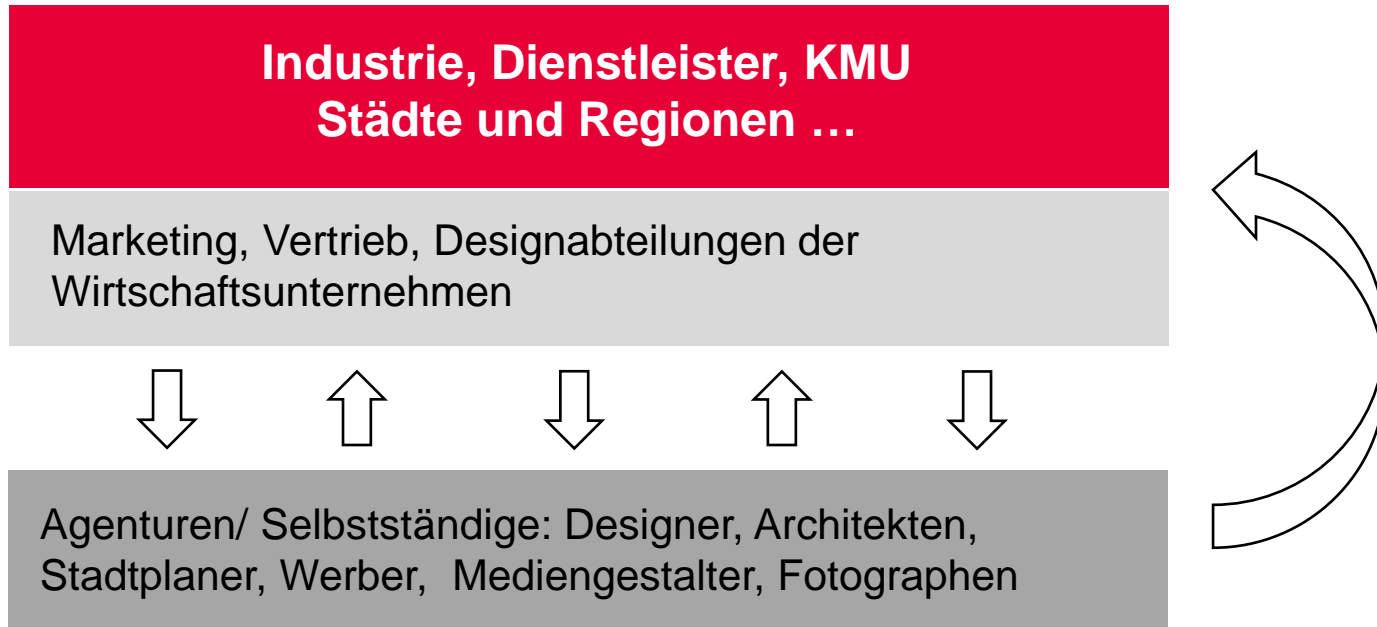 Industrie, Dienstleister, KMU
Städte und Regionen …
Marketing, Vertrieb, Designabteilungen der
Wirtschaftsunternehmen
Agenturen/ Selbstständige: Designer, Architekten,
Stadtplaner, Werber,  Mediengestalter, Fotographen